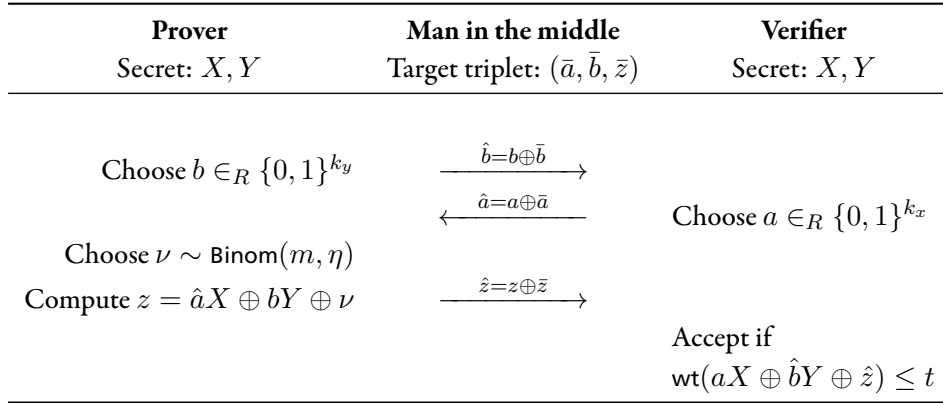 Prover Man in the middle Verifier
Secret: X, Y Target triplet: (ā, b̄, z̄) Secret: X, Y
Choose b ∈_R {0, 1}^{k_y} b̂=b⊕b̄
â=a⊕ā Choose a ∈_R {0, 1}^{k_x}
Choose ν ∼ Binom(m, η)
Compute z = âX ⊕ bY ⊕ ν ẑ=z⊕z̄
Accept if
wt(aX ⊕ b̂Y ⊕ ẑ) ≤ t